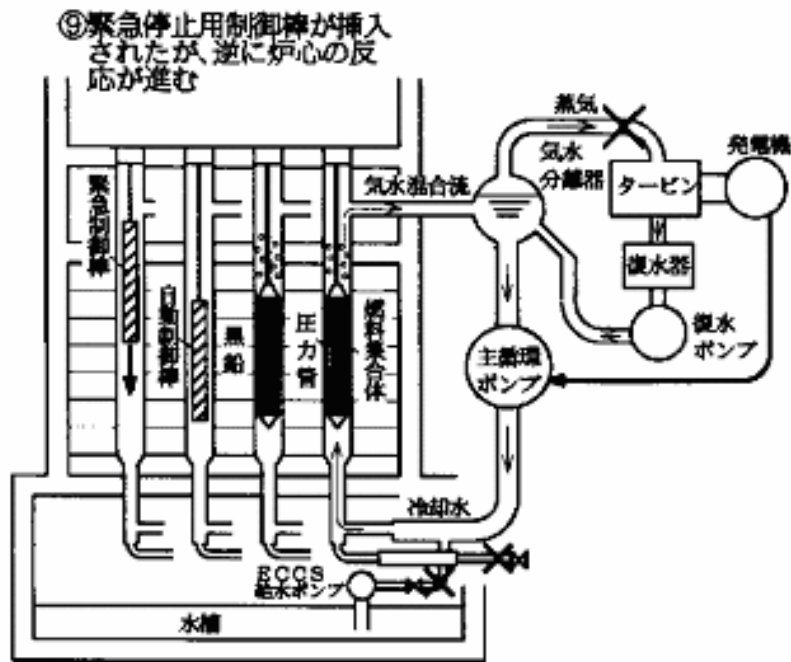 ⑨緊急停止用制御棒が挿入
されたが、逆に炉心の反
応が進む
蒸気
発電機
気水
分離器
タービン
気水混合流
緊急制御棒
自動制御棒
黒鉛
圧力管
燃料集合体
復水器
復水
ポンプ
主循環
ポンプ
冷却水
ECCS
給水ポンプ
水槽